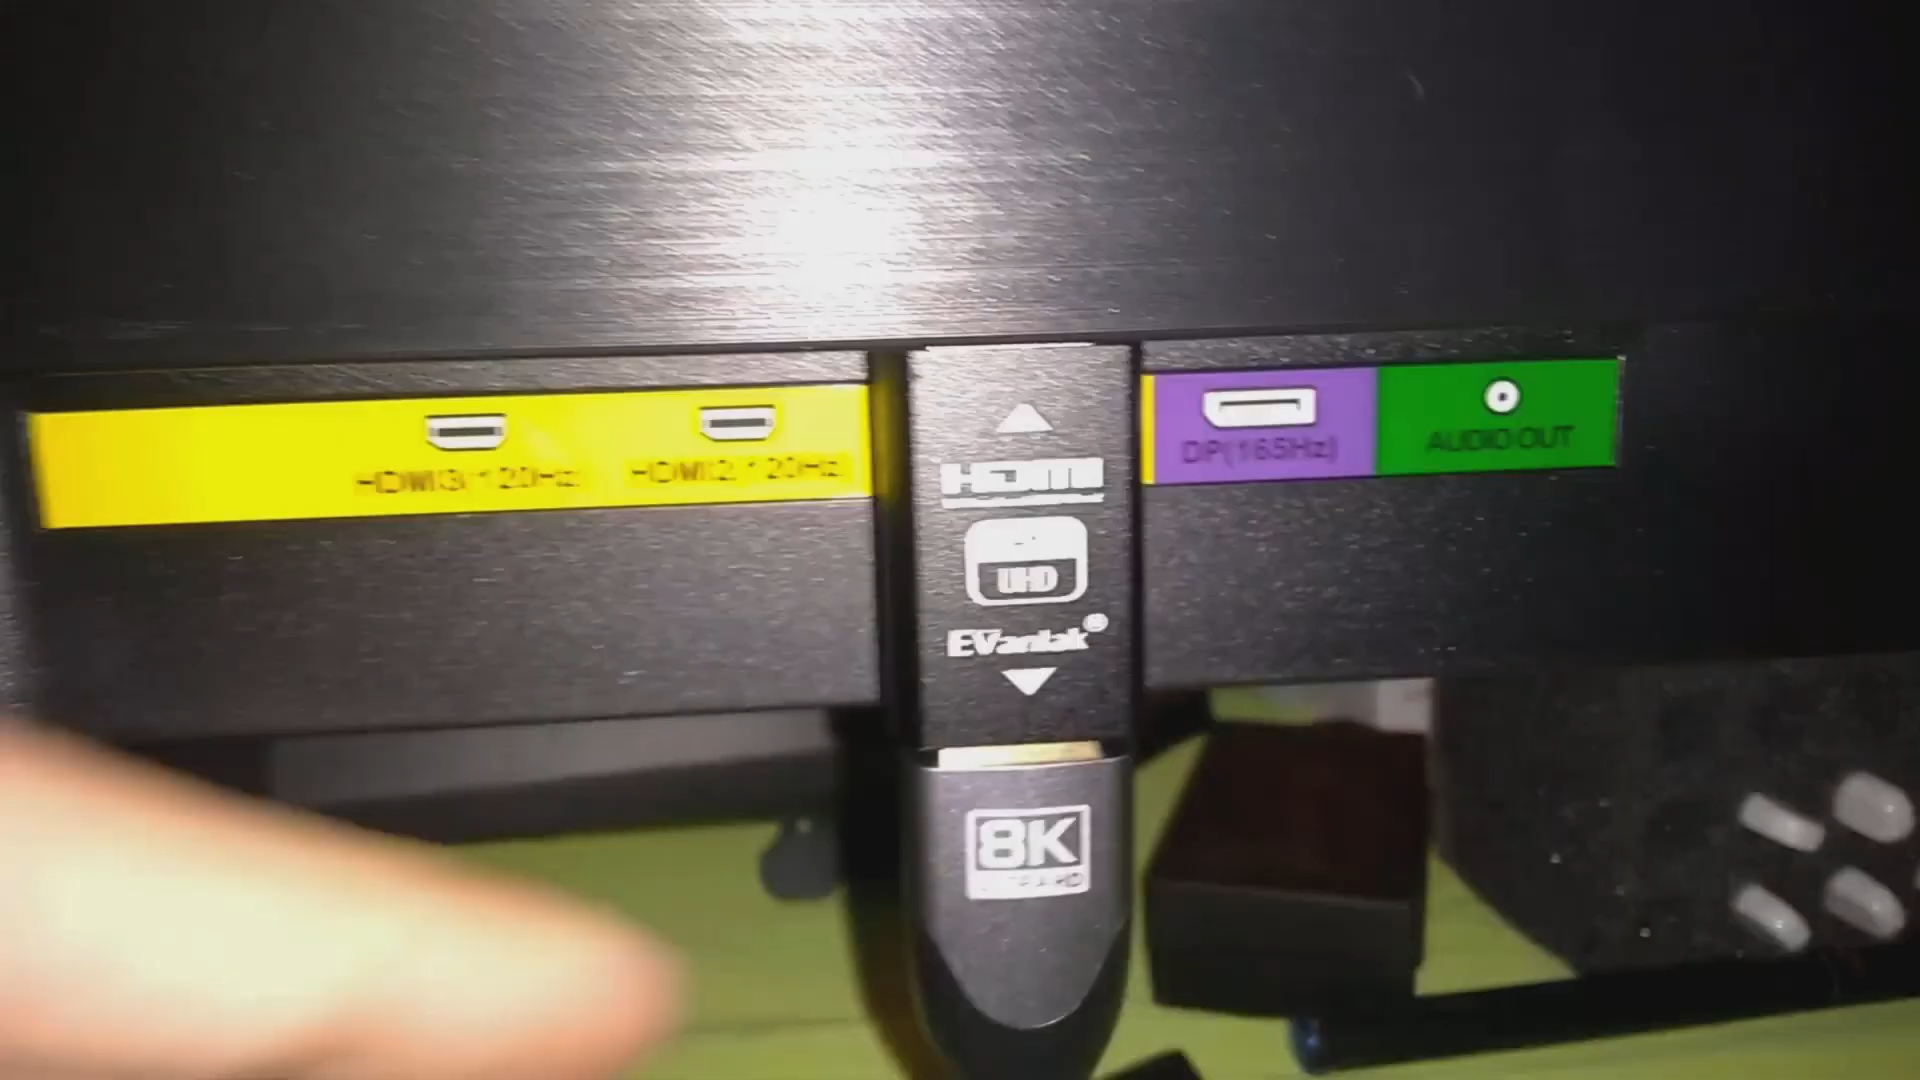 HDMI3(120Hz)
HDMI2(120Hz)
HDMI
UHD
EVanlak®
8K
DP(165Hz)
AUDIO OUT